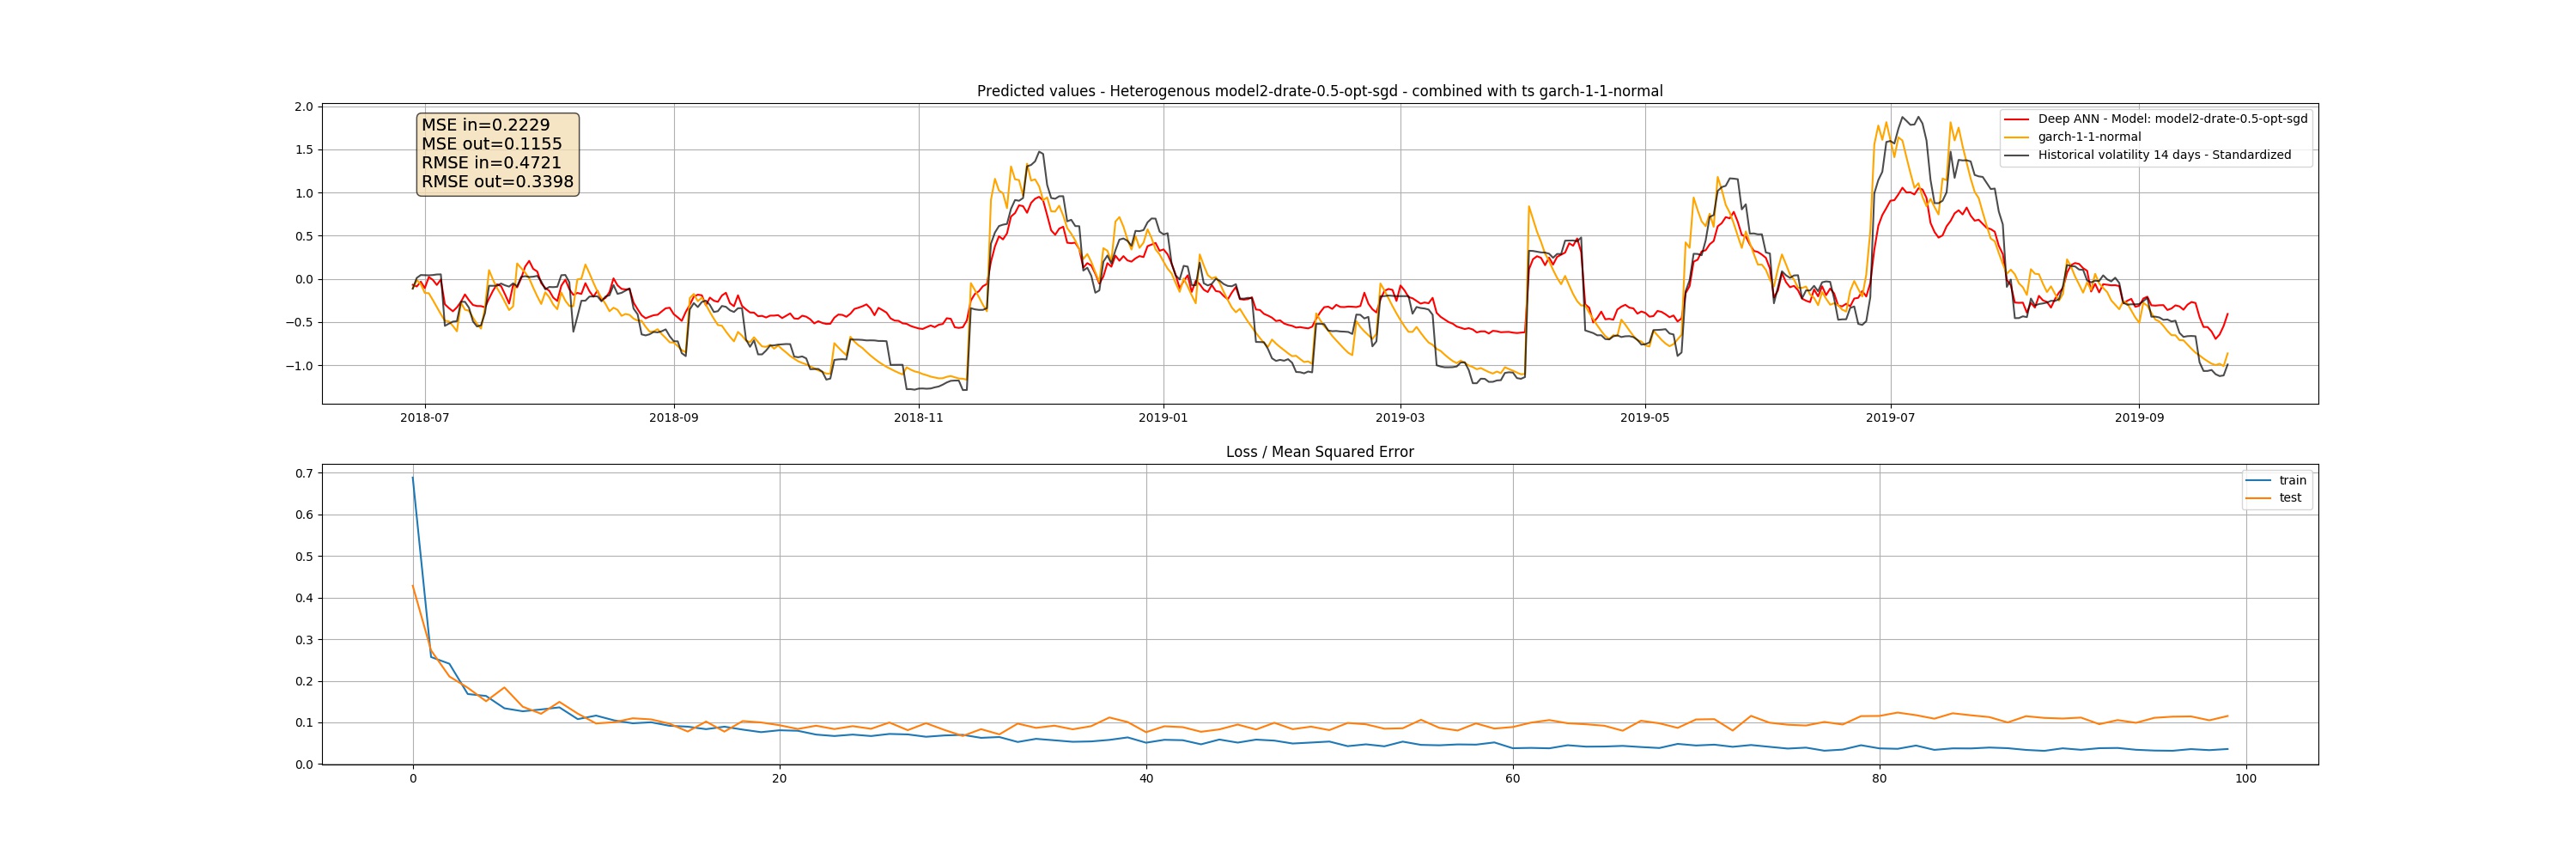 Predicted values - Heterogenous model2-drate-0.5-opt-sgd - combined with ts garch-1-1-normal
2.0
1.5
1.0
0.5
0.0
−0.5
−1.0
MSE in=0.2229
MSE out=0.1155
RMSE in=0.4721
RMSE out=0.3398
Deep ANN - Model: model2-drate-0.5-opt-sgd
garch-1-1-normal
Historical volatility 14 days - Standardized
2018-07 2018-09 2018-11 2019-01 2019-03 2019-05 2019-07 2019-09
Loss / Mean Squared Error
0.7
0.6
0.5
0.4
0.3
0.2
0.1
0.0
train
test
0 20 40 60 80 100